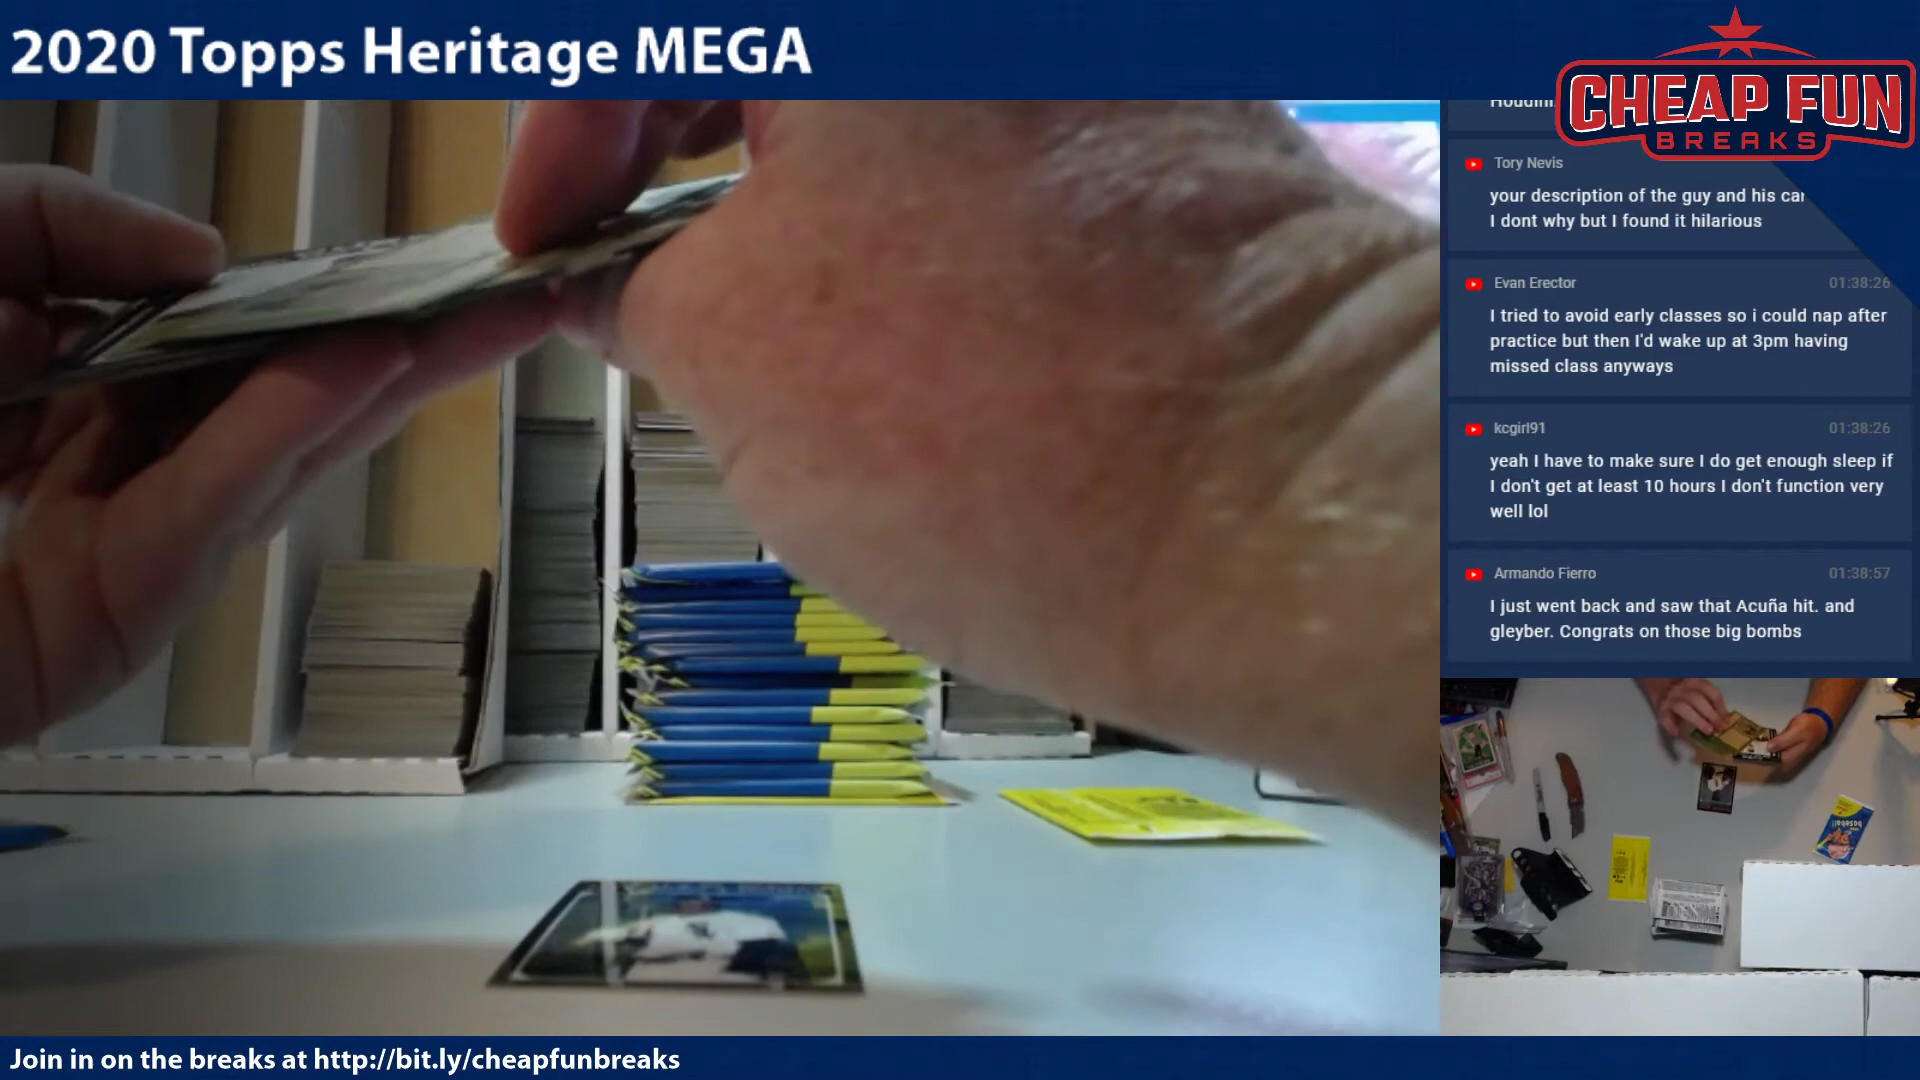 2020 Topps Heritage MEGA
CHEAP FUN
BREAKS
Houdini
Tory Nevis
your description of the guy and his
I dont why but I found it hilarious
Evan Erector 01:38:26
I tried to avoid early classes so i could nap after
practice but then I'd wake up at 3pm having
missed class anyways
kcgirl91 01:38:26
yeah I have to make sure I do get enough sleep if
I don't get at least 10 hours I don't function very
well lol
Armando Fierro 01:38:57
I just went back and saw that Acuña hit. and
gleyber. Congrats on those big bombs
baseball
Join in on the breaks at http://bit.ly/cheapfunbreaks